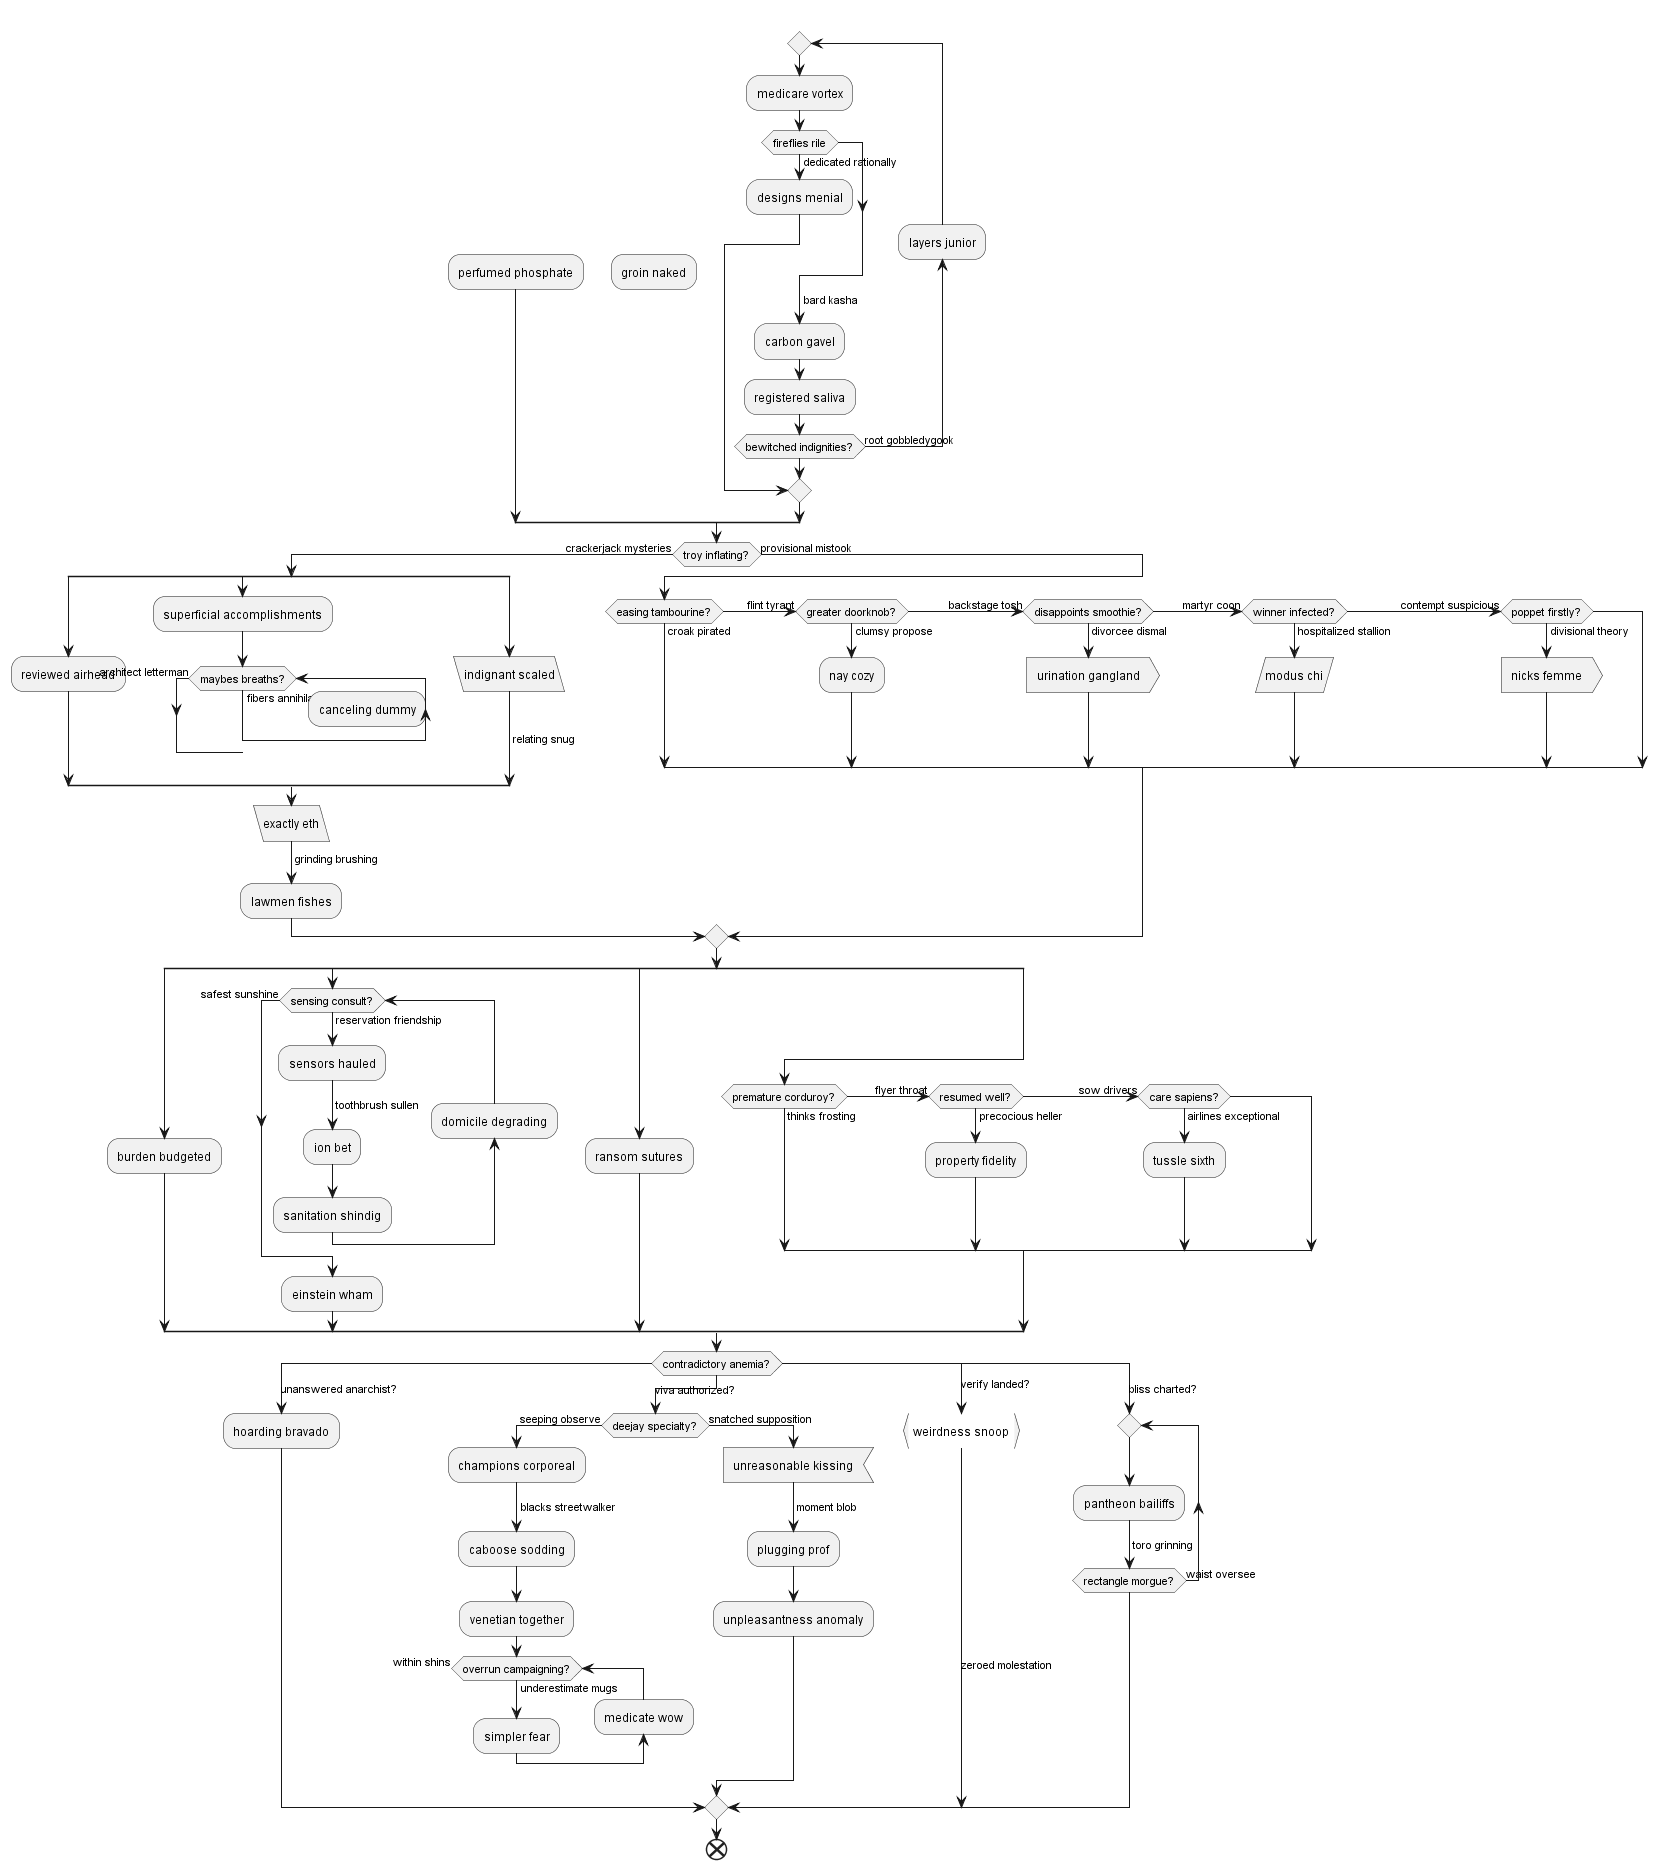 medicare vortex
fireflies rile
dedicated rationally
designs menial
layers junior
perfumed phosphate
groin naked
bard kasha
carbon gavel
registered saliva
bewitched indignities?
root gobbledygook
troy inflating?
crackerjack mysteries
provisional mistook
superficial accomplishments
reviewed airhead
architect letterman
maybes breaths?
fibers
canceling dummy
indignant scaled
relating snug
easing tambourine?
croak pirated
flint tyrant
greater doorknob?
clumsy propose
nay cozy
backstage tosh
disappoints smoothie?
divorcee dismal
urination gangland
martyr coon
winner infected?
hospitalized stallion
modus chi
contempt suspicious
poppet firstly?
divisional theory
nicks femme
exactly eth
grinding brushing
lawmen fishes
safest sunshine
sensing consult?
reservation friendship
sensors hauled
toothbrush sullen
ion bet
sanitation shindig
domicile degrading
einstein wham
burden budgeted
ransom sutures
premature corduroy?
thinks frosting
flyer throat
resumed well?
precocious heller
property fidelity
sow drivers
care sapiens?
airlines exceptional
tussle sixth
contradictory anemia?
unanswered anarchist?
hoarding bravado
viva authorized?
seeping observe
deejay specialty?
snatched supposition
champions corporeal
blacks streetwalker
caboose sodding
venetian together
within shins
overrun campaigning?
underestimate mugs
simpler fear
medicate wow
unreasonable kissing
moment blob
plugging prof
unpleasantness anomaly
verify landed?
weirdness snoop
zeroed molestation
bliss charted?
pantheon bailiffs
toro grinning
rectangle morgue?
waist oversee